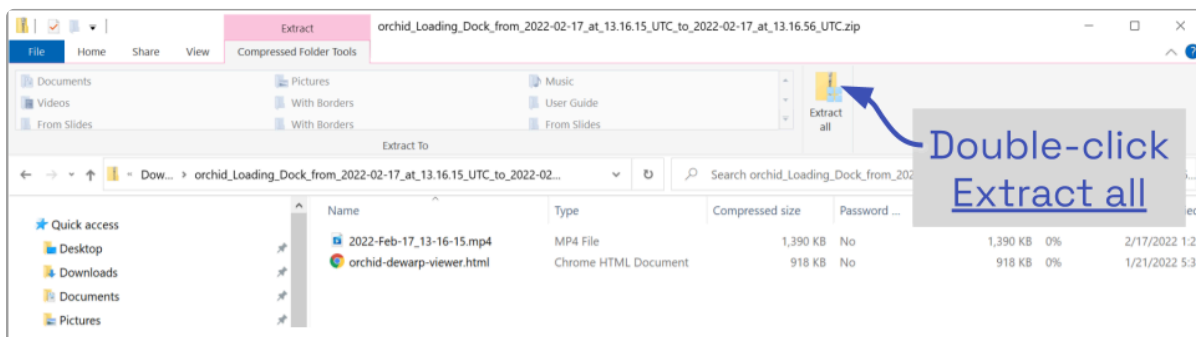 Extract
orchid_Loading_Dock_from_2022-02-17_at_13.16.15_UTC_to_2022-02-17_at_13.16.56_UTC.zip
File Home Share View Compressed Folder Tools
Documents Pictures Music
Videos With Borders User Guide
From Slides With Borders From Slides
Extract
all
Extract To
Double-click
Extract all
Dow... orchid_Loading_Dock_from_2022-02-17_at_13.16.15_UTC_to_2022-02... Search orchid_Loading_Dock_from_202
Quick access
Desktop
Downloads
Documents
Pictures
Name Type Compressed size Password ...
2022-Feb-17_13-16-15.mp4 MP4 File 1,390 KB No 1,390 KB 0% 2/17/2022 1:2
orchid-dewarp-viewer.html Chrome HTML Document 918 KB No 918 KB 0% 1/21/2022 5:3